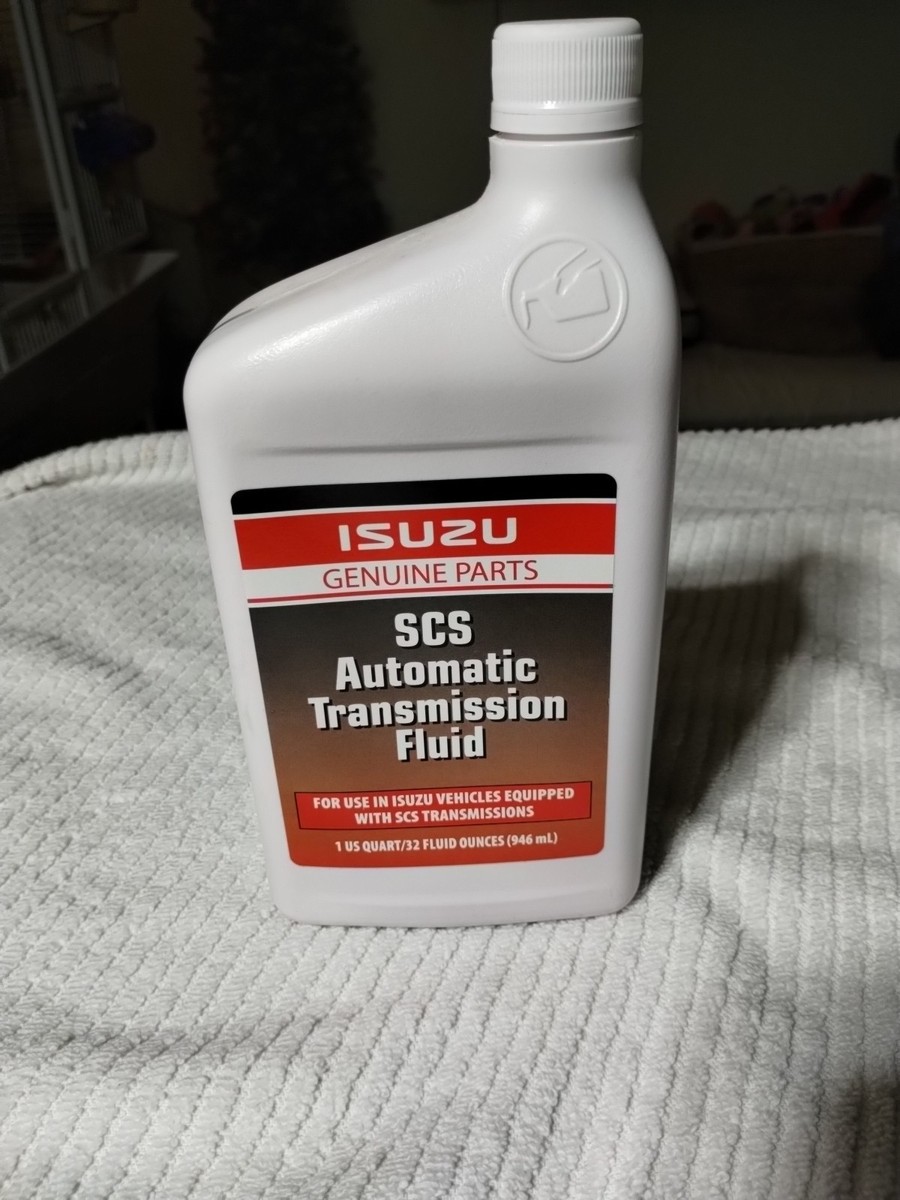 ISUZU
GENUINE PARTS
SCS
Automatic
Transmission
Fluid
FOR USE IN ISUZU VEHICLES EQUIPPED
WITH SCS TRANSMISSIONS
1 US QUART/32 FLUID OUNCES (946 mL)